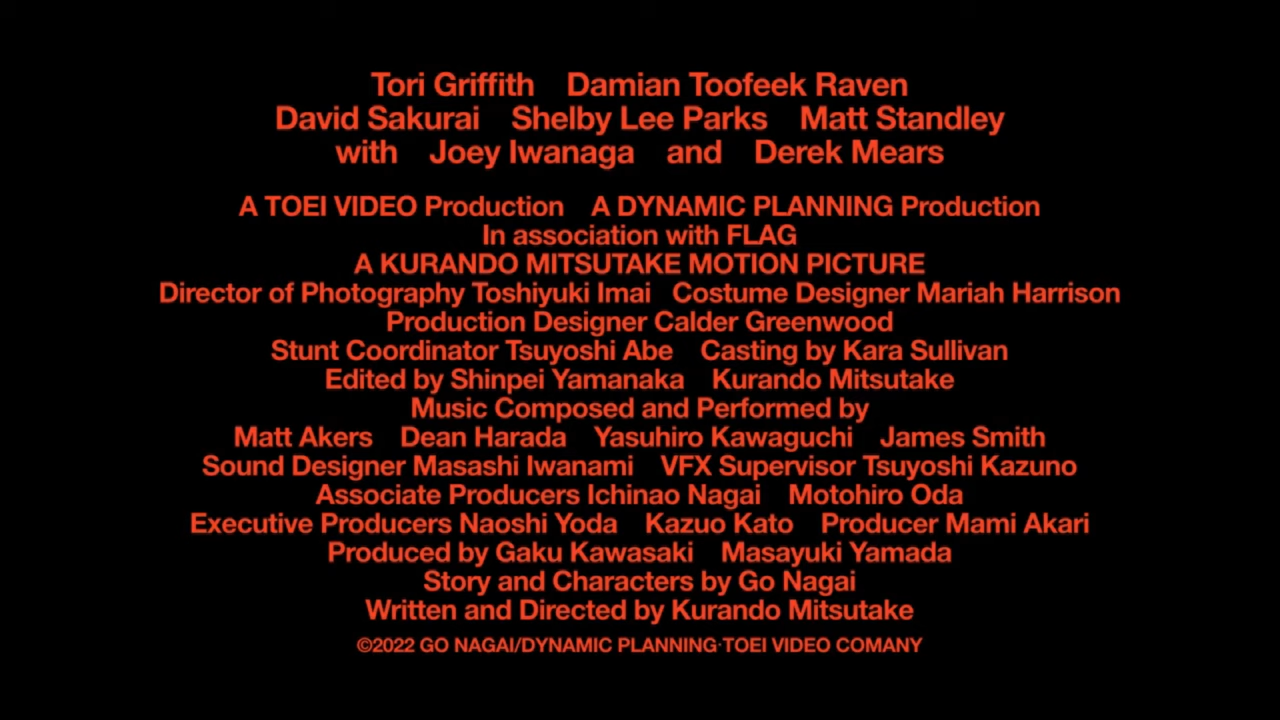 Tori Griffith Damian Toofeek Raven
David Sakurai Shelby Lee Parks Matt Standley
with Joey Iwanaga and Derek Mears
A TOEI VIDEO Production A DYNAMIC PLANNING Production
In association with FLAG
A KURANDO MITSUTAKE MOTION PICTURE
Director of Photography Toshiyuki Imai Costume Designer Mariah Harrison
Production Designer Calder Greenwood
Stunt Coordinator Tsuyoshi Abe Casting by Kara Sullivan
Edited by Shinpei Yamanaka Kurando Mitsutake
Music Composed and Performed by
Matt Akers Dean Harada Yasuhiro Kawaguchi James Smith
Sound Designer Masashi Iwanami VFX Supervisor Tsuyoshi Kazuno
Associate Producers Ichinao Nagai Motohiro Oda
Executive Producers Naoshi Yoda Kazuo Kato Producer Mami Akari
Produced by Gaku Kawasaki Masayuki Yamada
Story and Characters by Go Nagai
Written and Directed by Kurando Mitsutake
©2022 GO NAGAI/DYNAMIC PLANNING·TOEI VIDEO COMANY